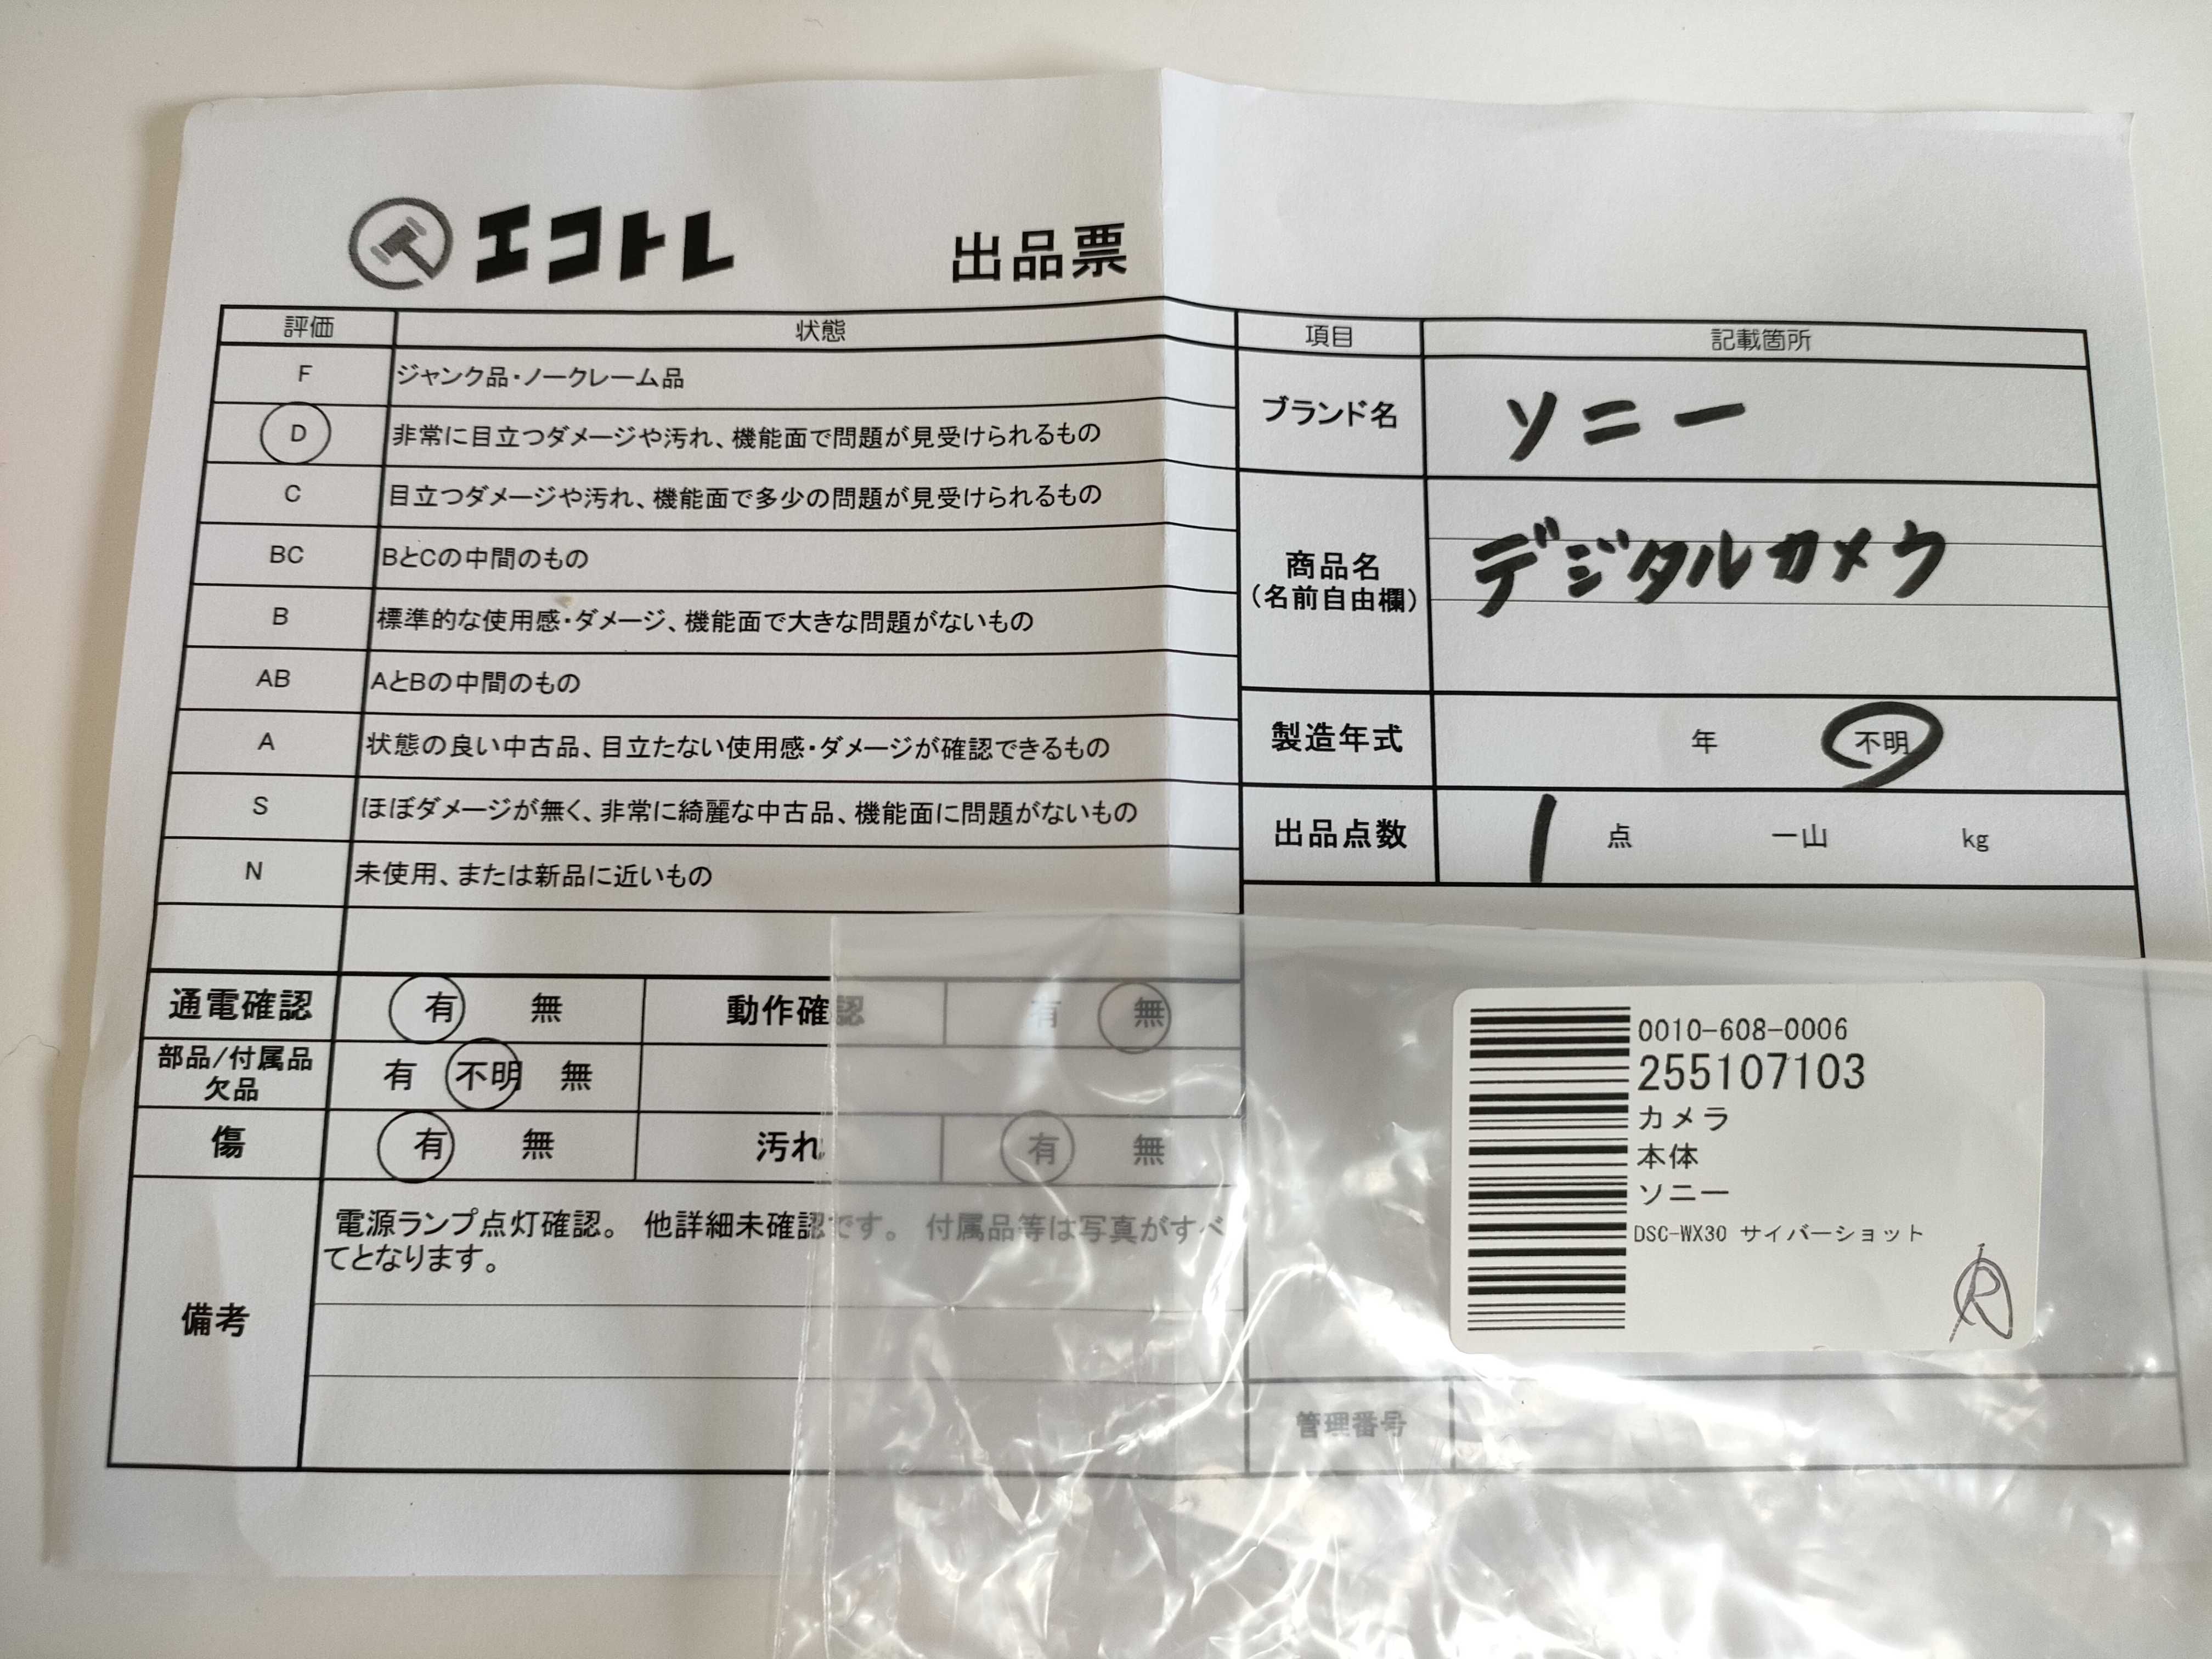 エコトレ 出品票
評価 状態
F ジャンク品・ノークレーム品
D 非常に目立つダメージや汚れ、機能面で問題が見受けられるもの
C 目立つダメージや汚れ、機能面で多少の問題が見受けられるもの
BC BとCの中間のもの
B 標準的な使用感・ダメージ、機能面で大きな問題がないもの
AB AとBの中間のもの
A 状態の良い中古品、目立たない使用感・ダメージが確認できるもの
S ほぼダメージが無く、非常に綺麗な中古品、機能面に問題がないもの
N 未使用、または新品に近いもの
通電確認 有 無 動作確認 有 無
部品/付属品
欠品 有 不明 無
傷 有 無 汚れ 有 無
備考
電源ランプ点灯確認。 他詳細未確認です。 付属品等は写真がすべ
てとなります。
項目 記載箇所
ブランド名 ソニー
商品名
(名前自由欄)
デジタルカメラ
製造年式 年 不明
出品点数 1 点 一山 kg
0010-608-0006
255107103
カメラ
本体
ソニー
DSC-WX30 サイバーショット
管理番号